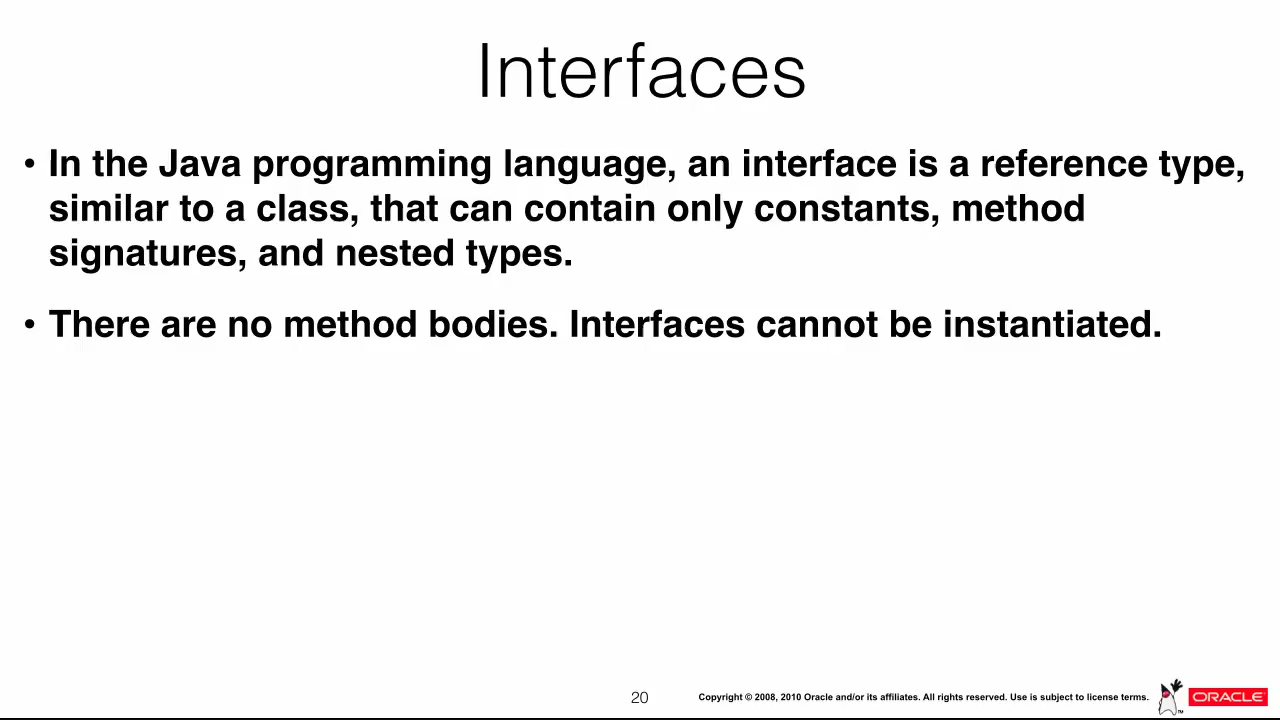 Interfaces
• In the Java programming language, an interface is a reference type,
similar to a class, that can contain only constants, method
signatures, and nested types.
• There are no method bodies. Interfaces cannot be instantiated.
20
Copyright © 2008, 2010 Oracle and/or its affiliates. All rights reserved. Use is subject to license terms.
TM
ORACLE